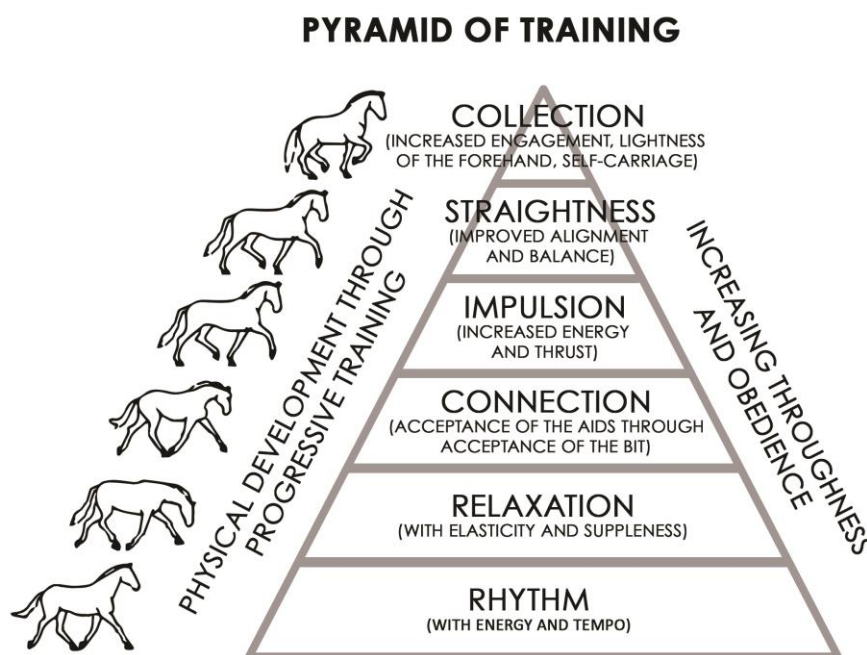 PYRAMID OF TRAINING
COLLECTION
(INCREASED ENGAGEMENT, LIGHTNESS
OF THE FOREHAND, SELF-CARRIAGE)
STRAIGHTNESS
(IMPROVED ALIGNMENT
AND BALANCE)
IMPULSION
(INCREASED ENERGY
AND THRUST)
CONNECTION
(ACCEPTANCE OF THE AIDS THROUGH
ACCEPTANCE OF THE BIT)
RELAXATION
(WITH ELASTICITY AND SUPPLENESS)
RHYTHM
(WITH ENERGY AND TEMPO)
PHYSICAL DEVELOPMENT THROUGH
PROGRESSIVE TRAINING
INCREASING THROUGHNESS
AND OBEDIENCE